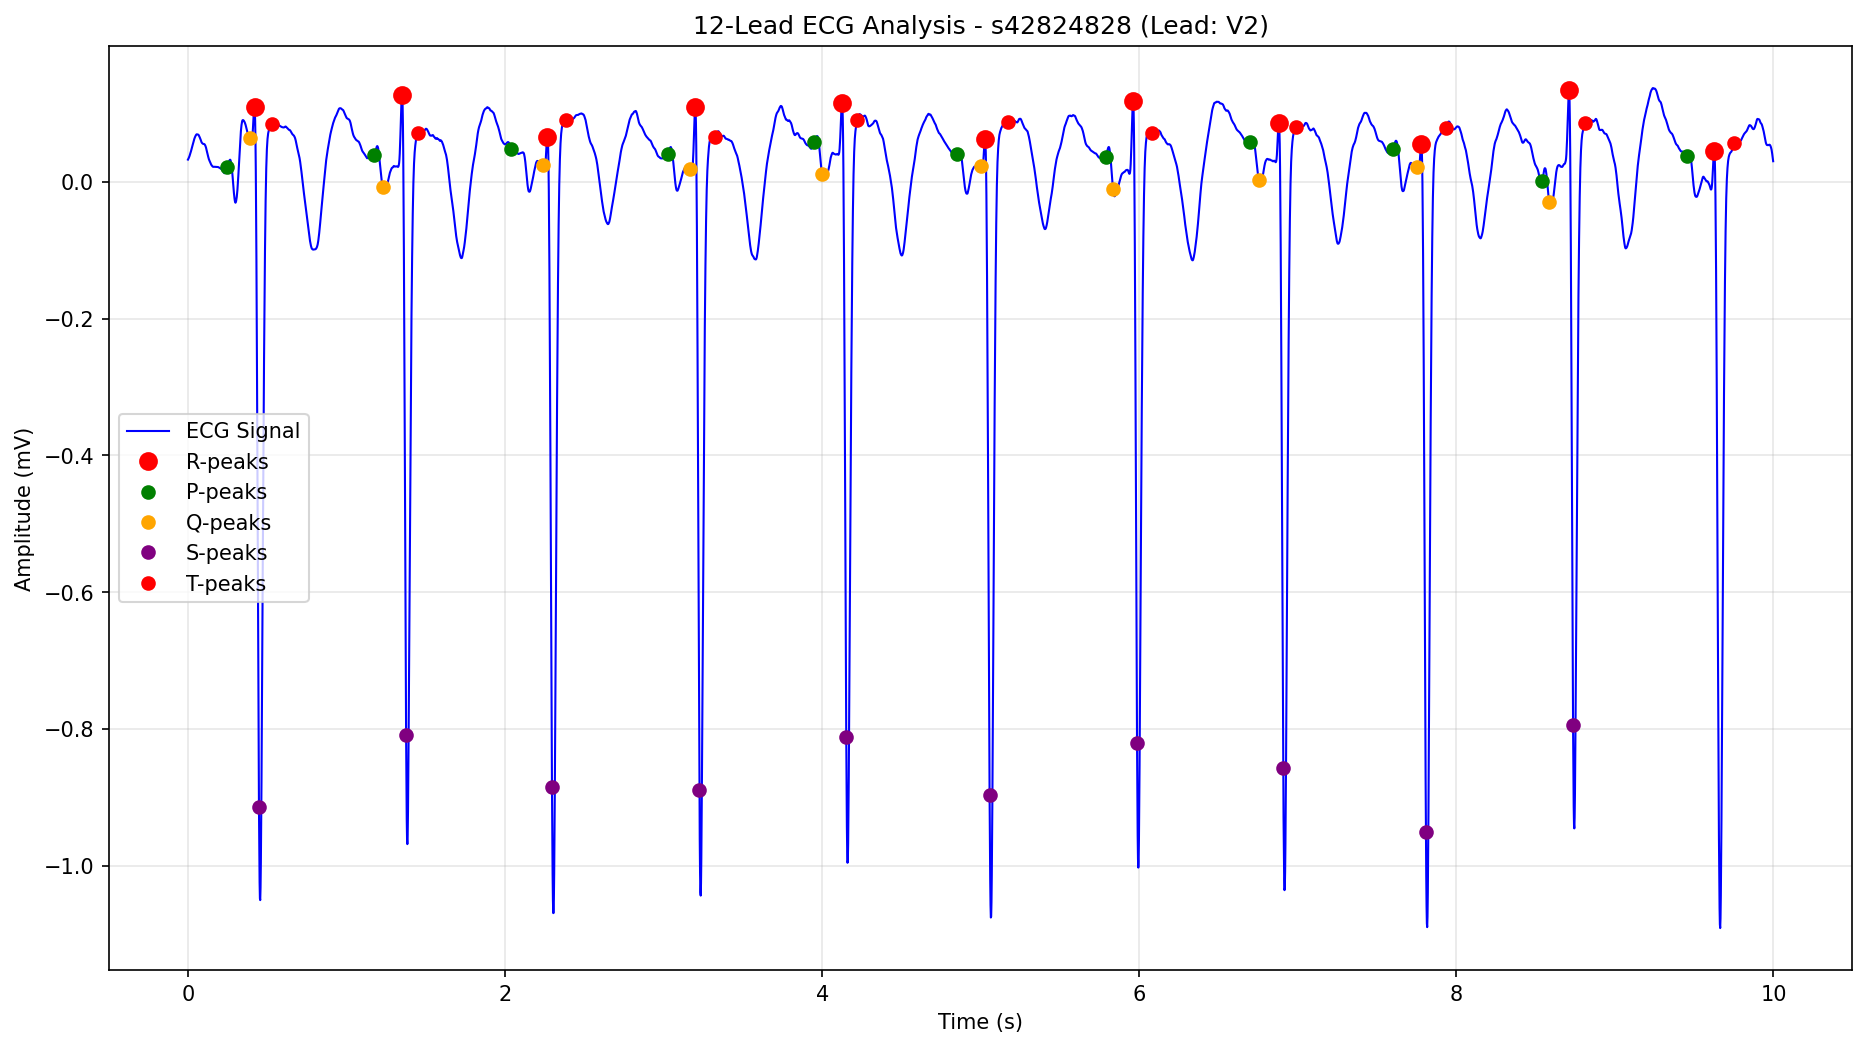 12-Lead ECG Analysis - s42824828 (Lead: V2)
Amplitude (mV)
0.0
−0.2
−0.4
−0.6
−0.8
−1.0
ECG Signal
R-peaks
P-peaks
Q-peaks
S-peaks
T-peaks
0 2 4 6 8 10
Time (s)